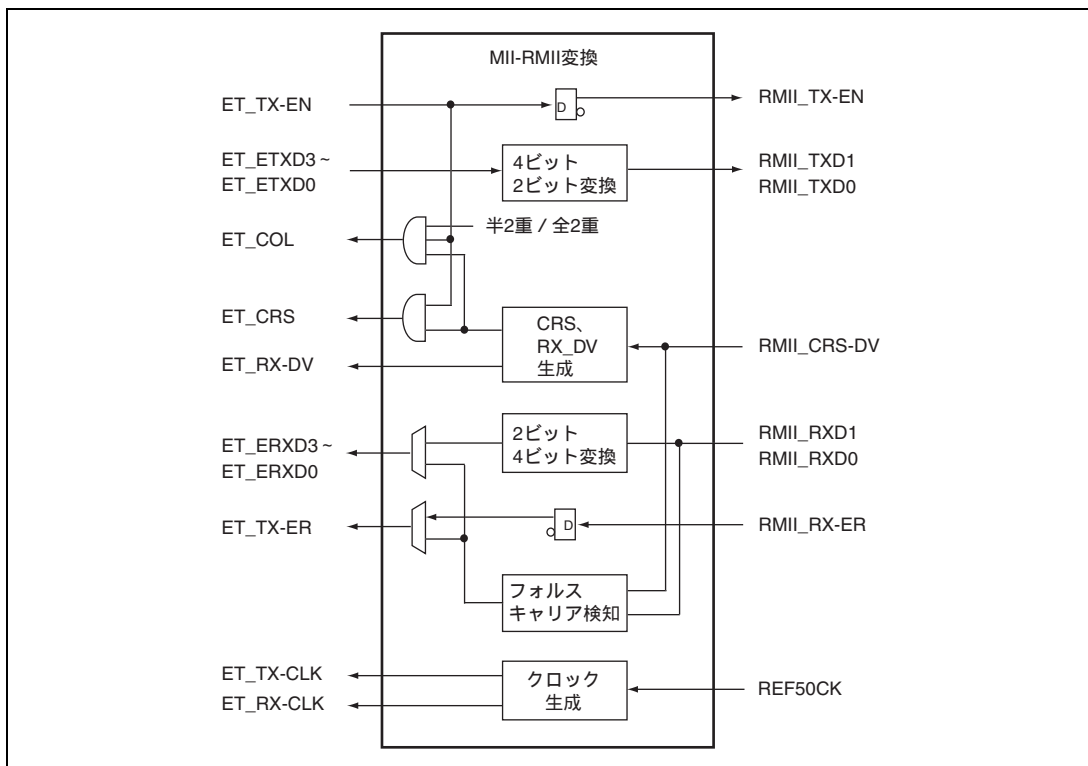 MII-RMII変換
ET_TX-EN
D
RMII_TX-EN
ET_ETXD3~
ET_ETXD0
4ビット
2ビット変換
RMII_TXD1
RMII_TXD0
半2重 / 全2重
ET_COL
ET_CRS
CRS、
RX_DV
生成
RMII_CRS-DV
ET_RX-DV
ET_ERXD3~
ET_ERXD0
2ビット
4ビット変換
RMII_RXD1
RMII_RXD0
ET_TX-ER
D
RMII_RX-ER
フォルス
キャリア検知
ET_TX-CLK
ET_RX-CLK
クロック
生成
REF50CK